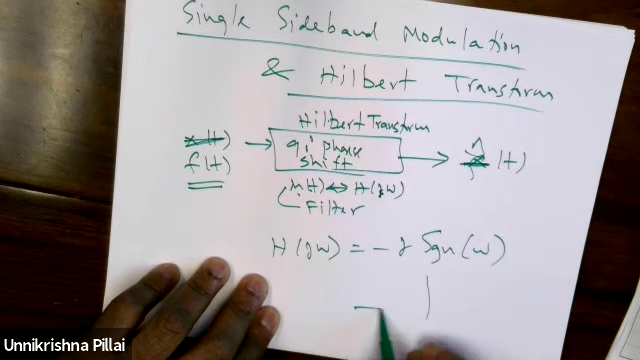 Single Sideband Modulation
& Hilbert Transform
Hilbert Transform
90° phase
shift
f(t)
f̂(t)
h(t) ↔ H(jω)
Filter
H(jω) = -j Sgn(ω)
Unnikrishna Pillai